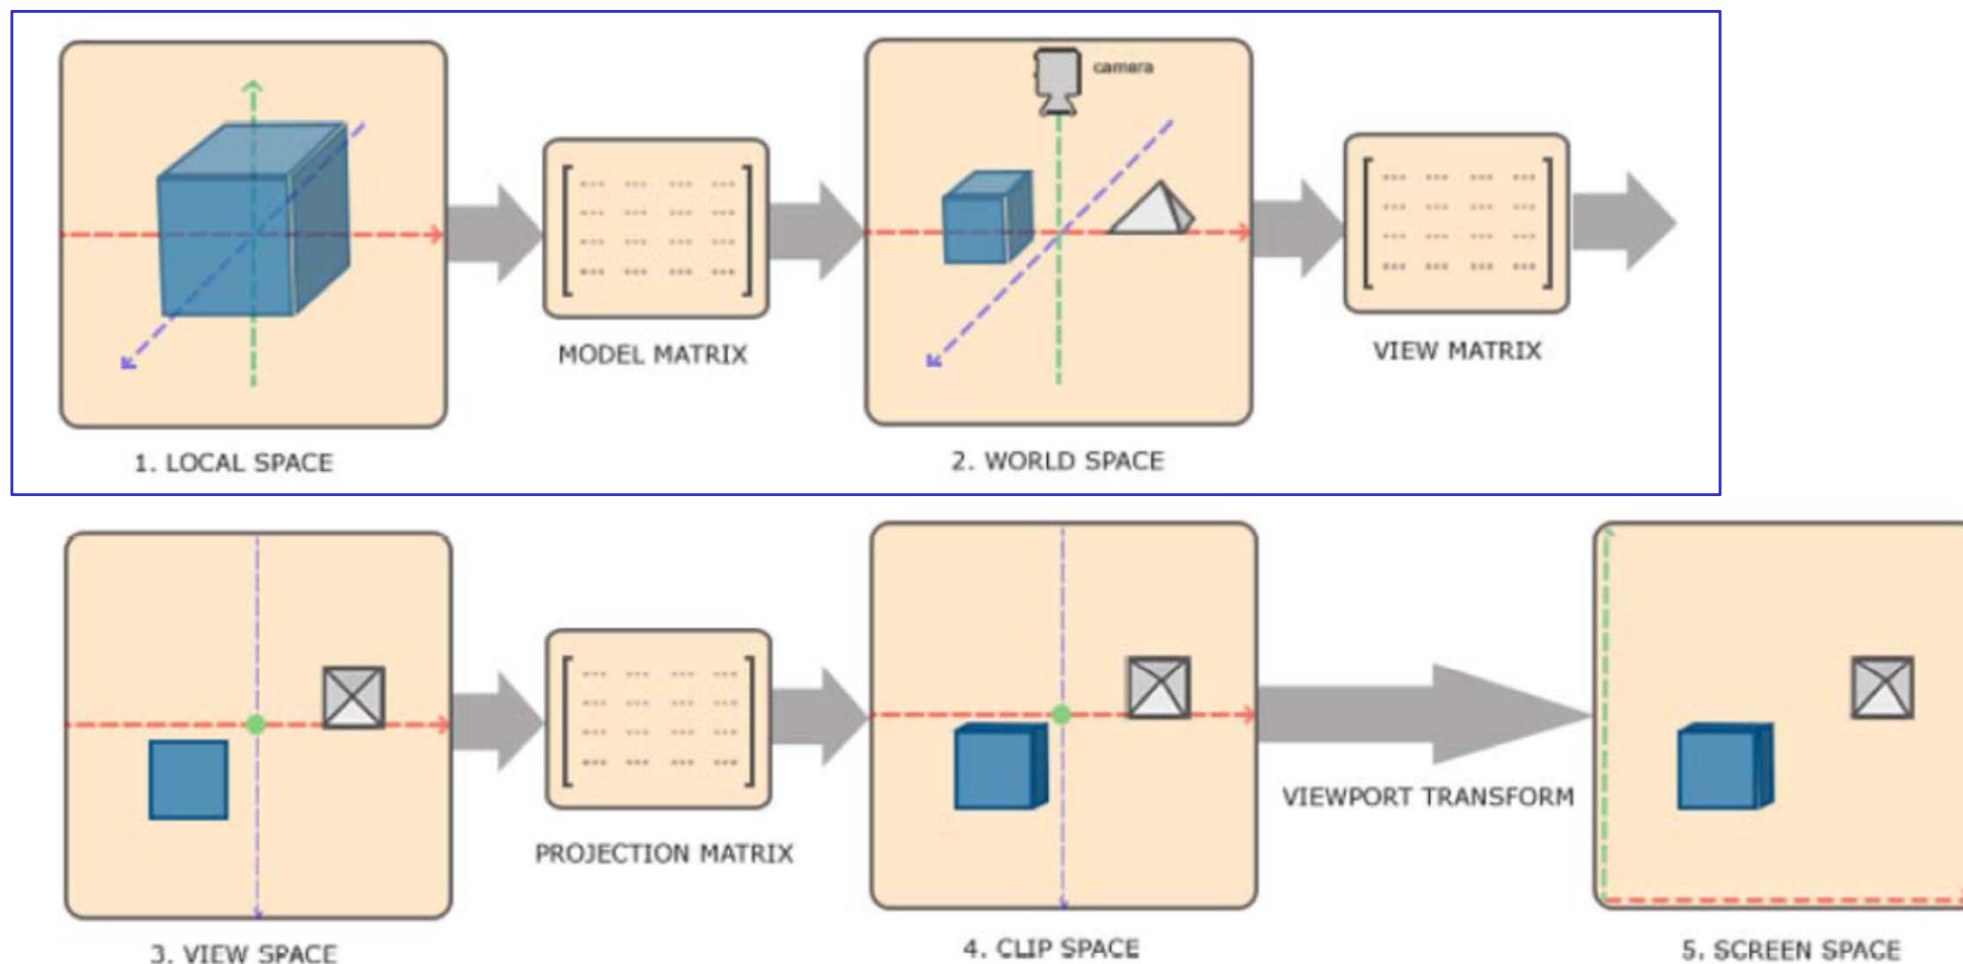 camera
MODEL MATRIX
VIEW MATRIX
1. LOCAL SPACE
2. WORLD SPACE
VIEWPORT TRANSFORM
PROJECTION MATRIX
3. VIEW SPACE
4. CLIP SPACE
5. SCREEN SPACE